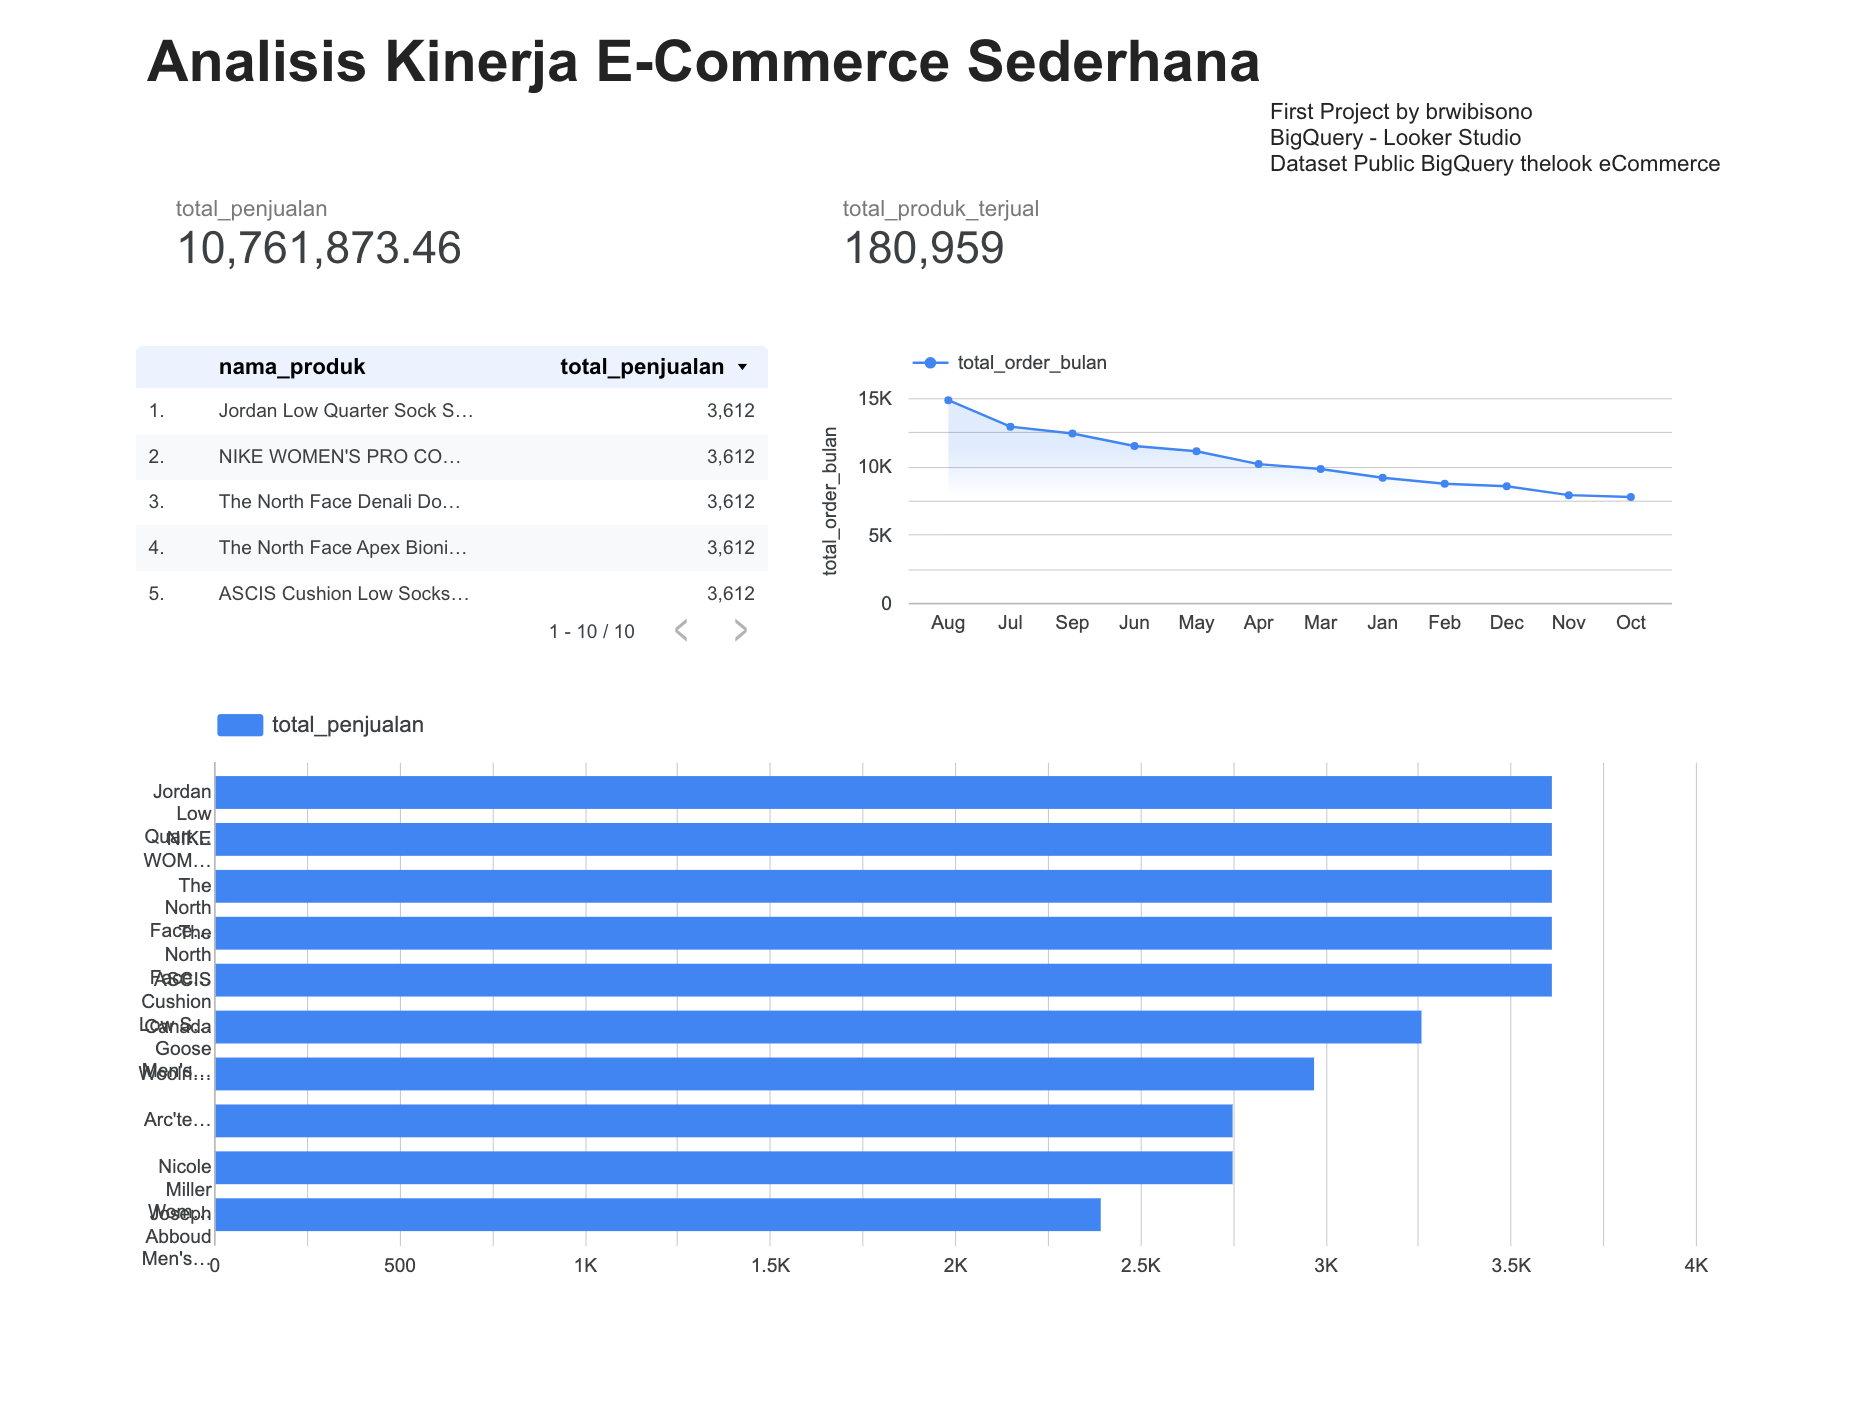 Analisis Kinerja E-Commerce Sederhana
First Project by brwibisono
BigQuery - Looker Studio
Dataset Public BigQuery thelook eCommerce
total_penjualan
10,761,873.46
total_produk_terjual
180,959
nama_produk total_penjualan
1. Jordan Low Quarter Sock S… 3,612
2. NIKE WOMEN'S PRO CO… 3,612
3. The North Face Denali Do… 3,612
4. The North Face Apex Bioni… 3,612
5. ASCIS Cushion Low Socks… 3,612
1 - 10 / 10
total_order_bulan
total_order_bulan
15K
10K
5K
0
Aug Jul Sep Jun May Apr Mar Jan Feb Dec Nov Oct
total_penjualan
Jordan
Low
Quart…
NIKE
WOM…
The
North
Face…
The
North
Face…
ASCIS
Cushion
Low S…
Canada
Goose
Men's…
Woolri…
Arc'te…
Nicole
Miller
Wom…
Joseph
Abboud
Men's…
0 500 1K 1.5K 2K 2.5K 3K 3.5K 4K